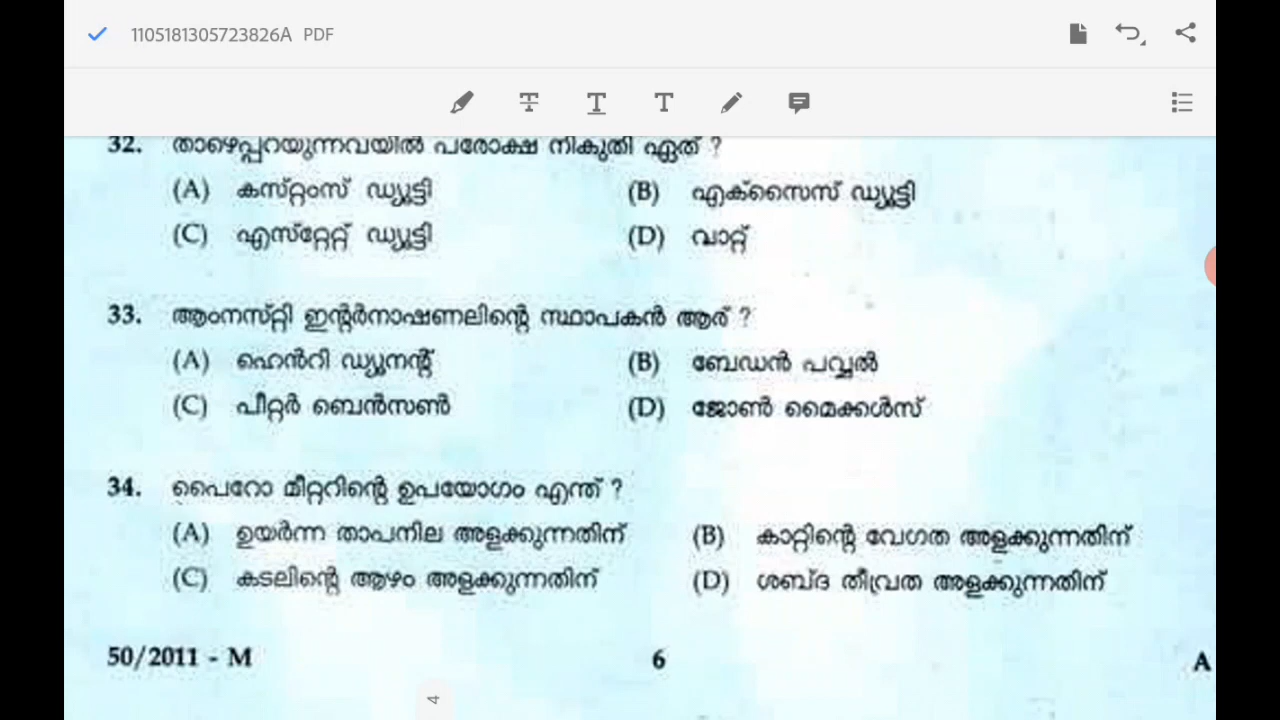 1105181305723826A PDF
32. താഴെപ്പറയുന്നവയിൽ പരോക്ഷ നികുതി ഏത് ?
(A) കസ്റ്റംസ് ഡ്യൂട്ടി (B) എക്സൈസ് ഡ്യൂട്ടി
(C) എസ്റ്റേറ്റ് ഡ്യൂട്ടി (D) വാറ്റ്
33. ആംനസ്റ്റി ഇന്റർനാഷണലിന്റെ സ്ഥാപകൻ ആര് ?
(A) ഹെൻറി ഡ്യൂനന്റ് (B) ബേഡൻ പവ്വൽ
(C) പീറ്റർ ബെൻസൺ (D) ജോൺ മൈക്കൾസ്
34. പൈറോ മീറ്ററിന്റെ ഉപയോഗം എന്ത് ?
(A) ഉയർന്ന താപനില അളക്കുന്നതിന് (B) കാറ്റിന്റെ വേഗത അളക്കുന്നതിന്
(C) കടലിന്റെ ആഴം അളക്കുന്നതിന് (D) ശബ്ദ തീവ്രത അളക്കുന്നതിന്
50/2011 - M 6 A
4